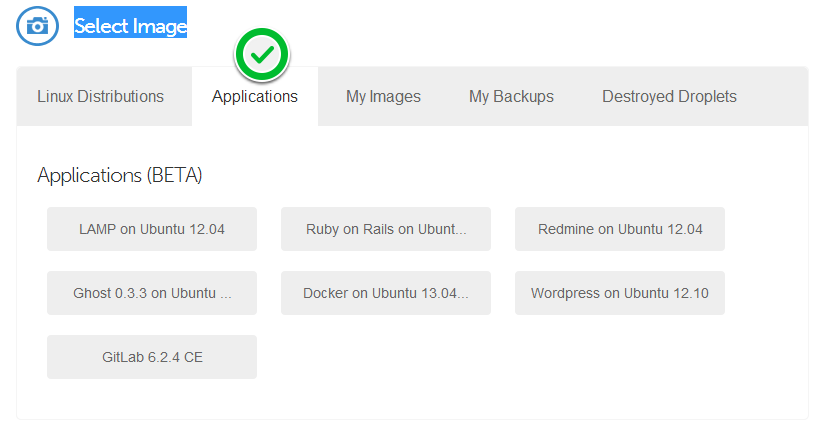 Select Image
Linux Distributions
Applications
My Images
My Backups
Destroyed Droplets
Applications (BETA)
LAMP on Ubuntu 12.04
Ruby on Rails on Ubunt...
Redmine on Ubuntu 12.04
Ghost 0.3.3 on Ubuntu ...
Docker on Ubuntu 13.04...
Wordpress on Ubuntu 12.10
GitLab 6.2.4 CE